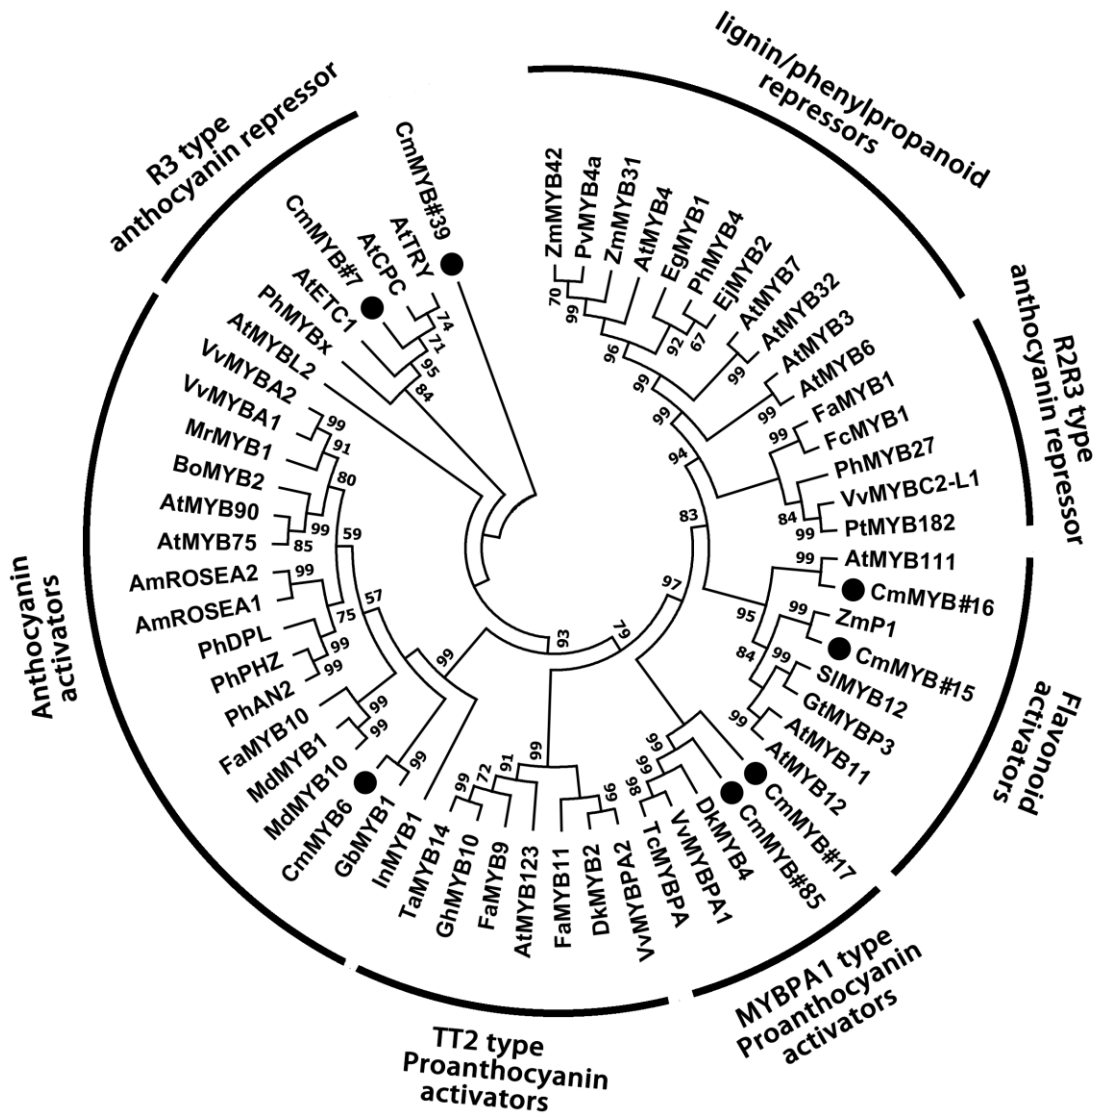 lignin/phenylpropanoid
repressors
R2R3 type
anthocyanin repressor
Flavonoid
activators
MYBPA1 type
Proanthocyanin
activators
TT2 type
Proanthocyanin
activators
Anthocyanin
activators
R3 type
anthocyanin repressor
ZmMYB42
PvMYB4a
ZmMYB31
AtMYB4
EgMYB1
PhMYB4
EjMYB2
AtMYB7
AtMYB32
AtMYB3
AtMYB6
FaMYB1
FcMYB1
PhMYB27
VvMYBC2-L1
PtMYB182
AtMYB111
CmMYB#16
ZmP1
CmMYB#15
SlMYB12
GtMYBP3
AtMYB11
AtMYB12
CmMYB#17
CmMYB#85
DkMYB4
VvMYBPA1
TcMYBPA
VvMYBPA2
DkMYB2
FaMYB11
AtMYB123
FaMYB9
GhMYB10
TaMYB14
InMYB1
GbMYB1
CmMYB6
MdMYB10
MdMYB1
FaMYB10
PhAN2
PhPHZ
PhDPL
AmROSEA1
AmROSEA2
AtMYB75
AtMYB90
BoMYB2
MrMYB1
VvMYBA1
VvMYBA2
AtMYBL2
PhMYBx
AtETC1
CmMYB#7
AtCPC
AtTRY
CmMYB#39
70
99
96
92
67
99
99
99
99
94
99
84
99
83
97
99
95
99
84
99
99
79
99
99
98
93
99
91
72
99
99
99
99
57
99
99
59
75
99
99
99
80
91
99
99
85
74
71
95
84